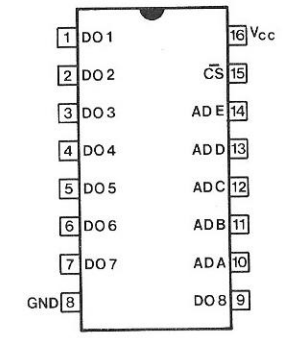 1 DO1 16 Vcc
2 DO2 C̅S̅ 15
3 DO3 ADE 14
4 DO4 ADD 13
5 DO5 ADC 12
6 DO6 ADB 11
7 DO7 ADA 10
GND 8 DO8 9